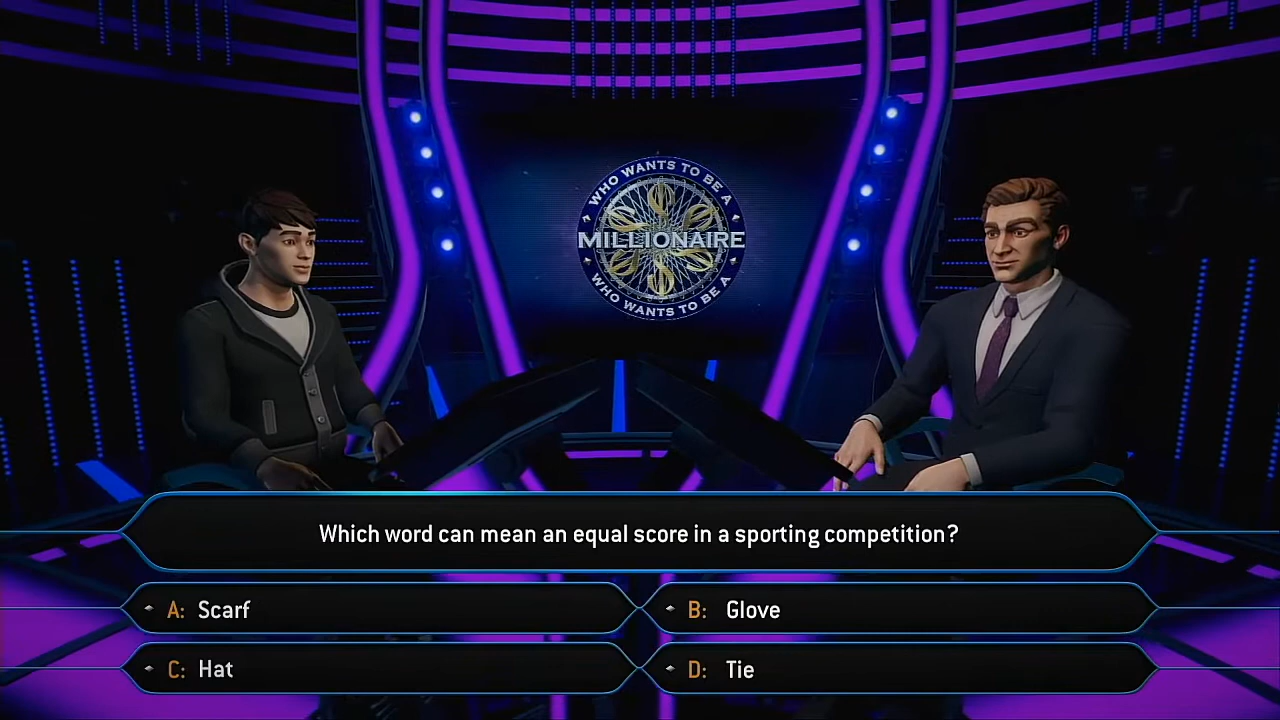 WHO WANTS TO BE A
MILLIONAIRE
WHO WANTS TO BE A
Which word can mean an equal score in a sporting competition?
A: Scarf
B: Glove
C: Hat
D: Tie